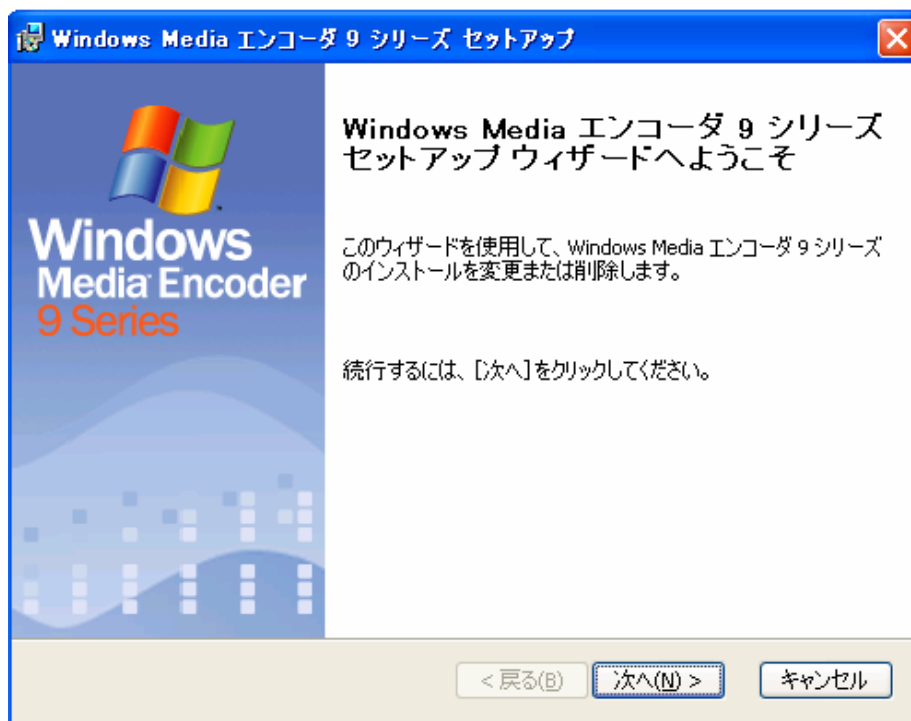 Windows Media エンコーダ 9 シリーズ セットアップ
Windows
Media Encoder
9 Series
Windows Media エンコーダ 9 シリーズ
セットアップ ウィザードへようこそ
このウィザードを使用して、Windows Media エンコーダ 9 シリーズ
のインストールを変更または削除します。
続行するには、[次へ] をクリックしてください。
< 戻る(B)
次へ(N) >
キャンセル